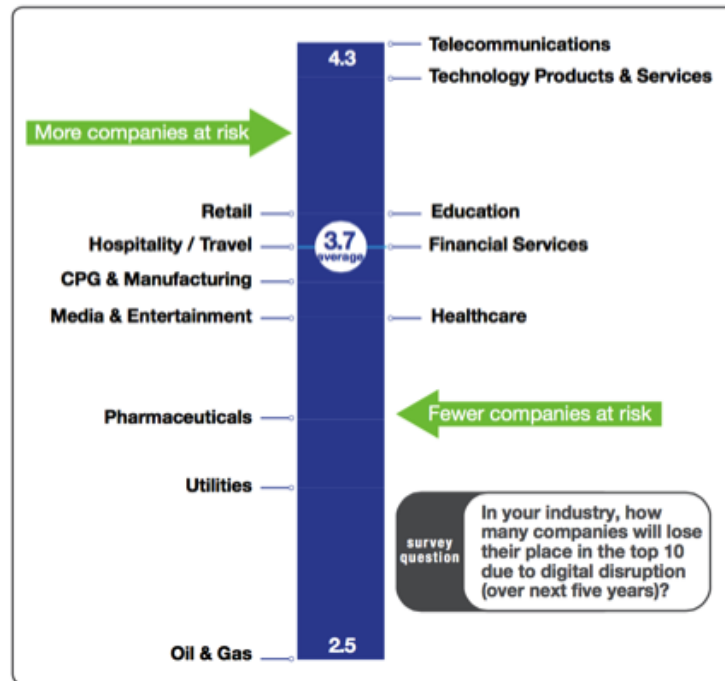 4.3
Telecommunications
Technology Products & Services
More companies at risk
Retail
Education
3.7
average
Hospitality / Travel
Financial Services
CPG & Manufacturing
Media & Entertainment
Healthcare
Pharmaceuticals
Fewer companies at risk
Utilities
survey
question
In your industry, how
many companies will lose
their place in the top 10
due to digital disruption
(over next five years)?
2.5
Oil & Gas